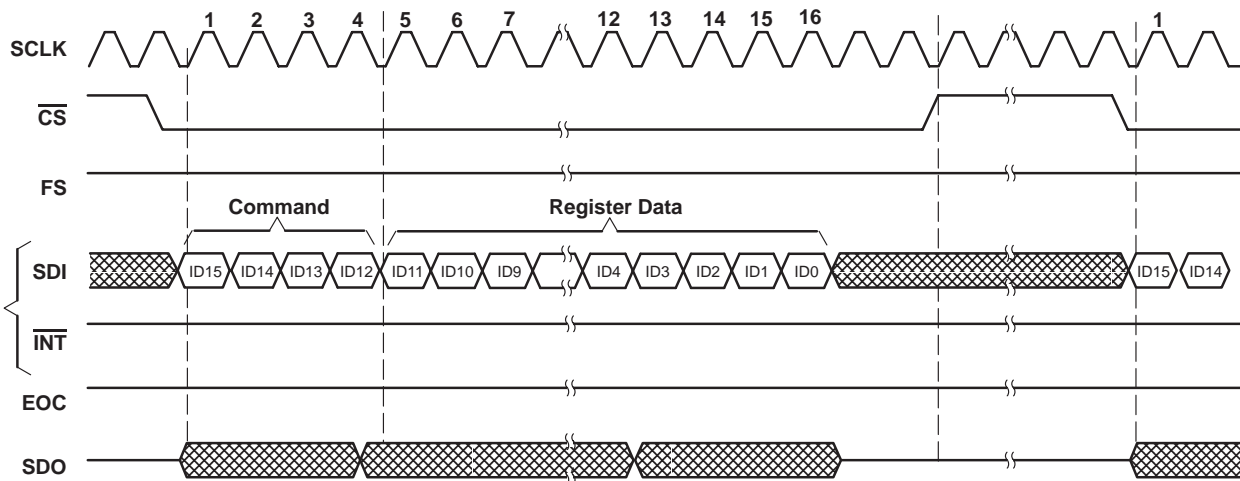 1 2 3 4 5 6 7 12 13 14 15 16 1
SCLK
CS
FS
Command Register Data
SDI ID15 ID14 ID13 ID12 ID11 ID10 ID9 ID4 ID3 ID2 ID1 ID0 ID15 ID14
INT
EOC
SDO